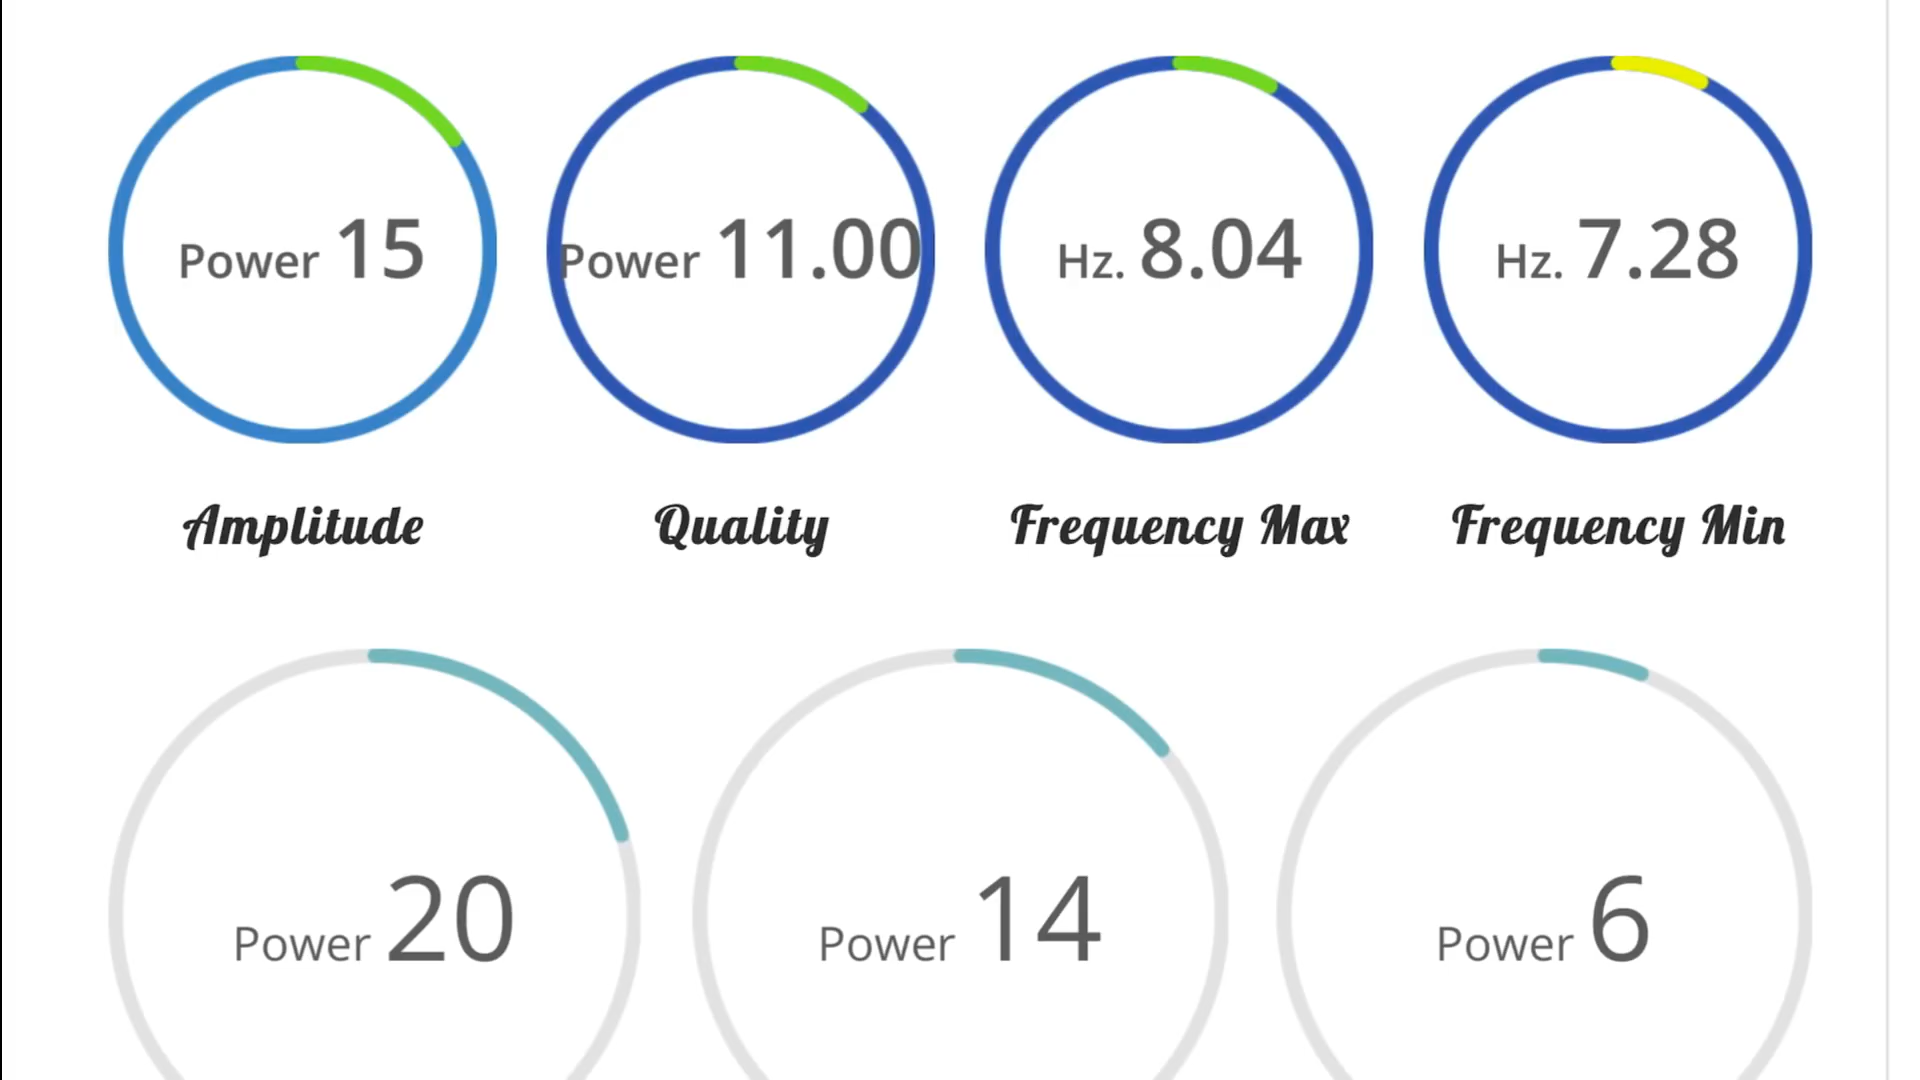 Power 15
Power 11.00
Hz. 8.04
Hz. 7.28
Amplitude
Quality
Frequency Max
Frequency Min
Power 20
Power 14
Power 6